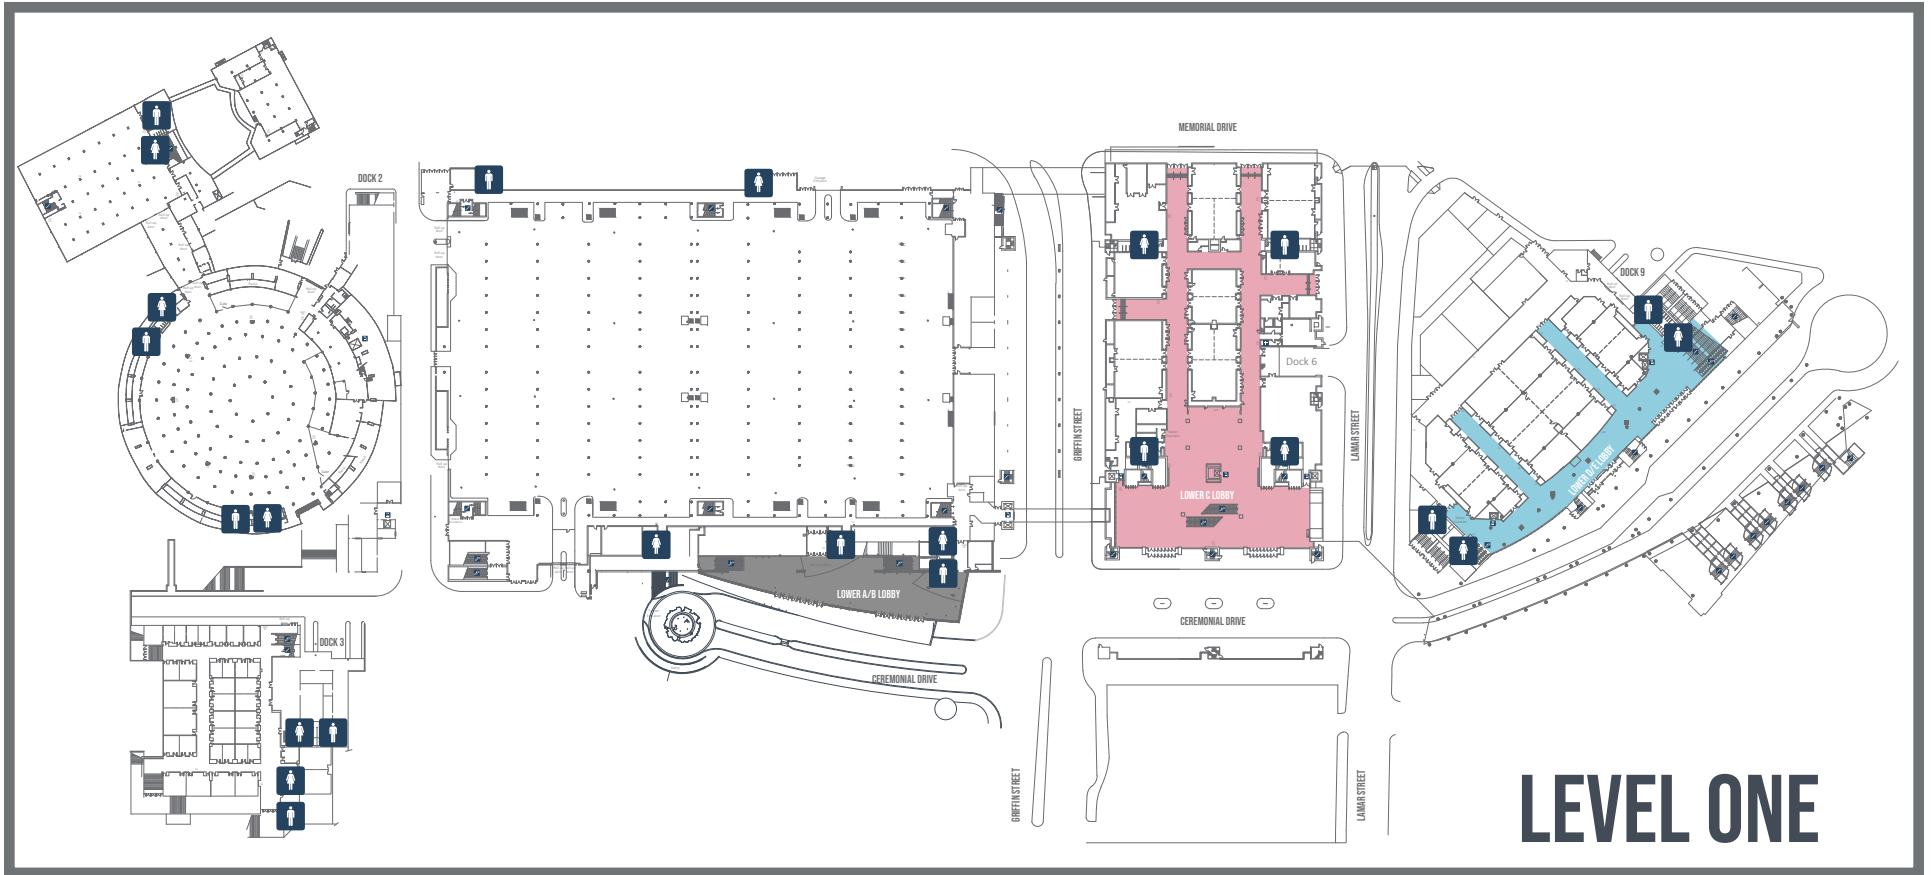 MEMORIAL DRIVE
DOCK 2
DOCK 9
Dock 6
GRIFFIN STREET
LAMAR STREET
LOWER C LOBBY
LOWER D/E LOBBY
LOWER A/B LOBBY
CEREMONIAL DRIVE
DOCK 3
CEREMONIAL DRIVE
GRIFFIN STREET
LAMAR STREET
LEVEL ONE